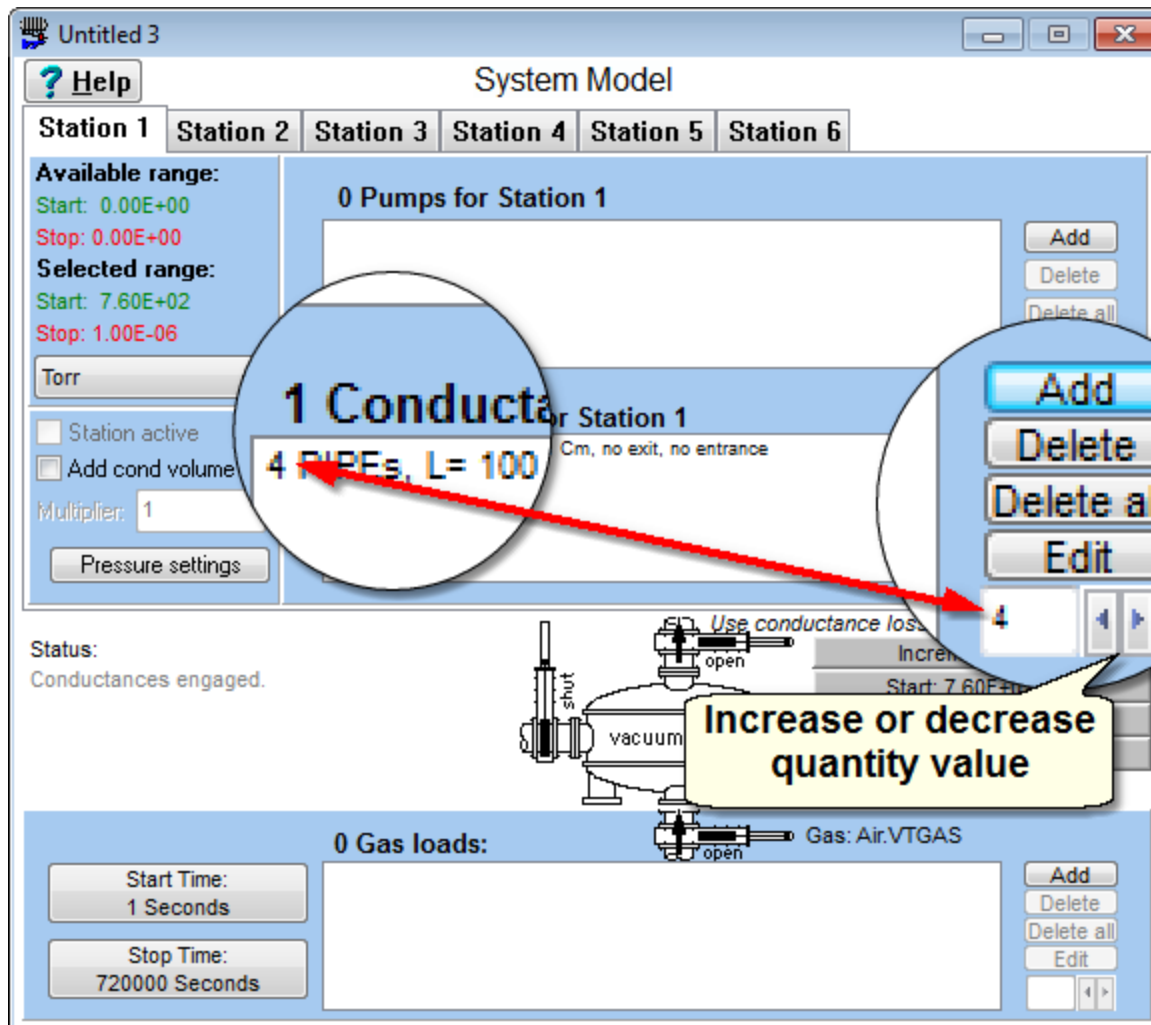 Untitled 3
? Help
System Model
Station 1 Station 2 Station 3 Station 4 Station 5 Station 6
Available range:
Start: 0.00E+00
Stop: 0.00E+00
Selected range:
Start: 7.60E+02
Stop: 1.00E-06
Torr
0 Pumps for Station 1
Add
Delete
Delete all
Station active
Add cond volume
Multiplier: 1
Pressure settings
1 Conducta
or Station 1
4 PIPEs, L= 100
Cm, no exit, no entrance
Add
Delete
Delete al
Edit
4
Increase or decrease
quantity value
Status:
Conductances engaged.
shut
open
vacuum
open
Use conductance los
Increm
Start: 7.60E+0
Gas: Air.VTGAS
0 Gas loads:
Start Time:
1 Seconds
Stop Time:
720000 Seconds
Add
Delete
Delete all
Edit